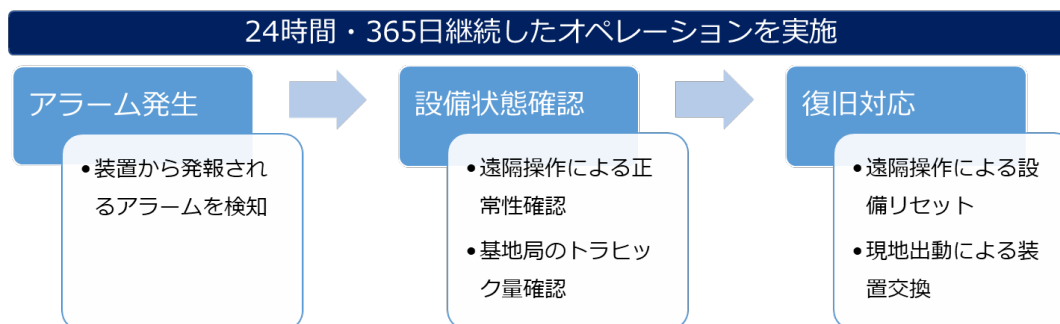 24時間・365日継続したオペレーションを実施
アラーム発生
•装置から発報され
るアラームを検知
設備状態確認
•遠隔操作による正
常性確認
•基地局のトラヒッ
ク量確認
復旧対応
•遠隔操作による設
備リセット
•現地出動による装
置交換